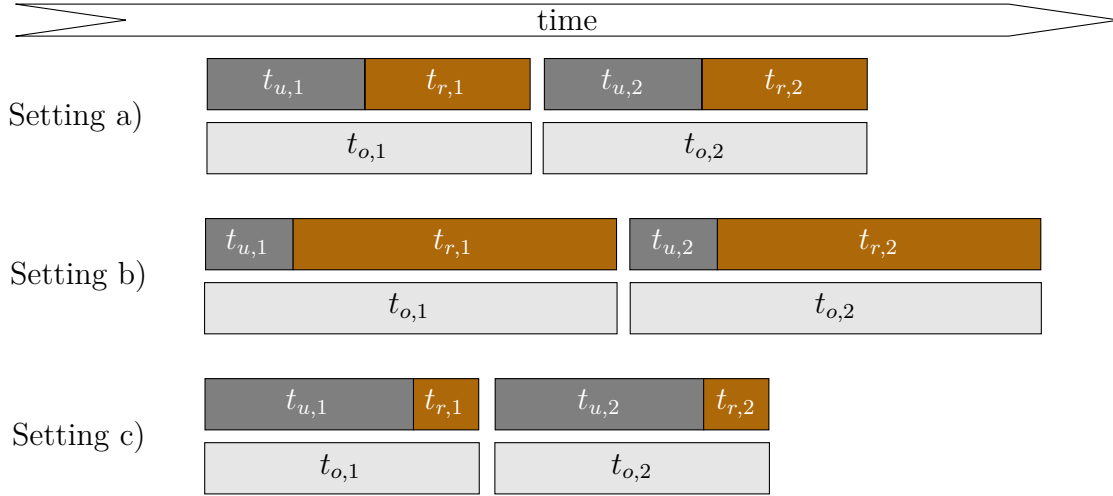 time
t_{u,1} t_{r,1} t_{u,2} t_{r,2}
Setting a)
t_{o,1} t_{o,2}
t_{u,1} t_{r,1} t_{u,2} t_{r,2}
Setting b)
t_{o,1} t_{o,2}
t_{u,1} t_{r,1} t_{u,2} t_{r,2}
Setting c)
t_{o,1} t_{o,2}